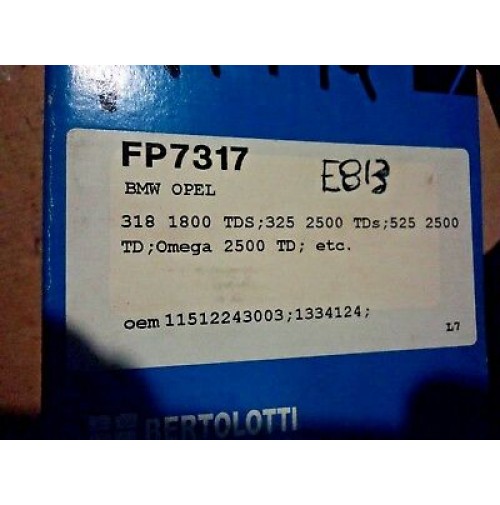 FP7317
BMW OPEL
E813
318 1800 TDS;325 2500 TDs;525 2500
TD;Omega 2500 TD; etc.
oem 11512243003;1334124;
L7
BERTOLOTTI